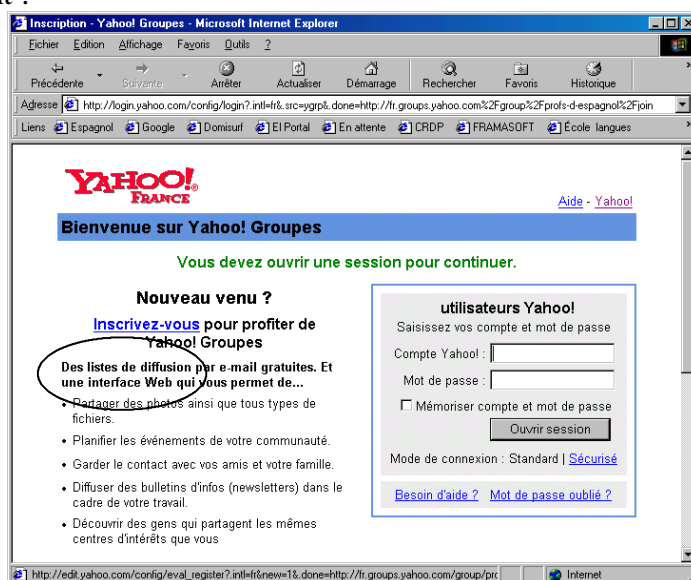 Inscription - Yahoo! Groupes - Microsoft Internet Explorer
Fichier Edition Affichage Favoris Outils ?
Précédente Suivante Arrêter Actualiser Démarrage Rechercher Favoris Historique
Adresse http://login.yahoo.com/config/login?.intl=fr&.src=ygrp&.done=http://fr.groups.yahoo.com%2Fgroup%2Fprofs-d-espagnol%2Fjoin
Liens Espagnol Google Domisurf El Portal En attente CRDP FRAMASOFT École langues
YAHOO!
FRANCE
Aide - Yahoo!
Bienvenue sur Yahoo! Groupes
Vous devez ouvrir une session pour continuer.
Nouveau venu ?
Inscrivez-vous pour profiter de
Yahoo! Groupes
Des listes de diffusion par e-mail gratuites. Et
une interface Web qui vous permet de...
• Partager des photos ainsi que tous types de
fichiers.
• Planifier les événements de votre communauté.
• Garder le contact avec vos amis et votre famille.
• Diffuser des bulletins d'infos (newsletters) dans le
cadre de votre travail.
• Découvrir des gens qui partagent les mêmes
centres d'intérêts que vous
utilisateurs Yahoo!
Saisissez vos compte et mot de passe
Compte Yahoo! :
Mot de passe :
Mémoriser compte et mot de passe
Ouvrir session
Mode de connexion : Standard | Sécurisé
Besoin d'aide ? Mot de passe oublié ?
http://edit.yahoo.com/config/eval_register?.intl=fr&new=1&.done=http://fr.groups.yahoo.com/group/prc Internet